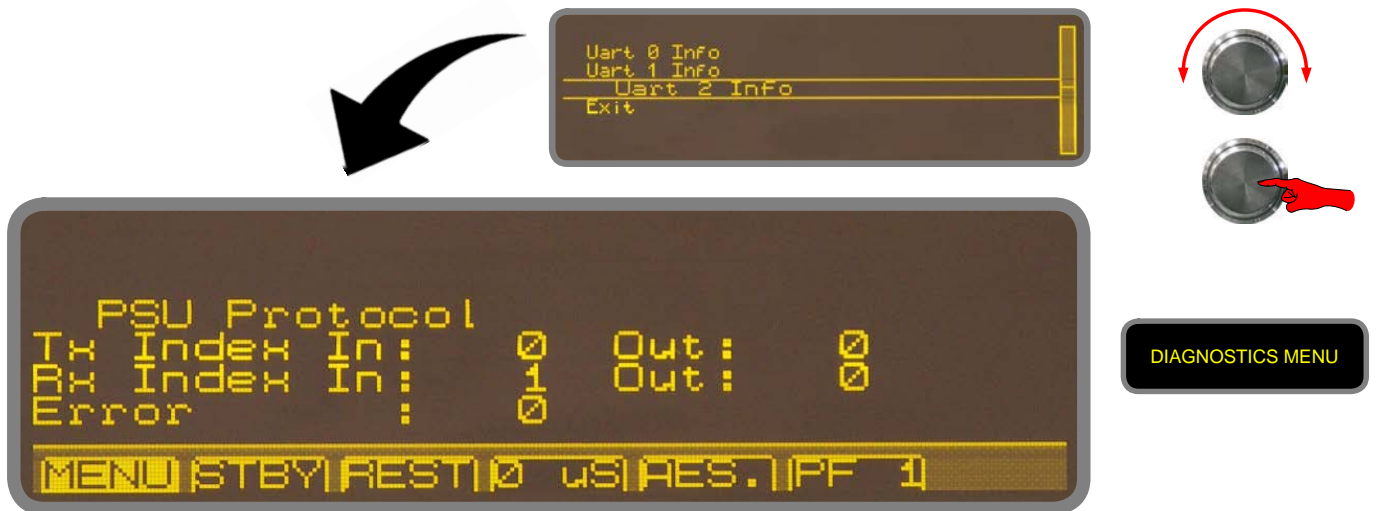 Uart 0 Info
Uart 1 Info
Uart 2 Info
Exit
PSU Protocol
Tx Index In: 0 Out: 0
Rx Index In: 1 Out: 0
Error : 0
MENU STBY REST 0 uS AES. PF 1
DIAGNOSTICS MENU